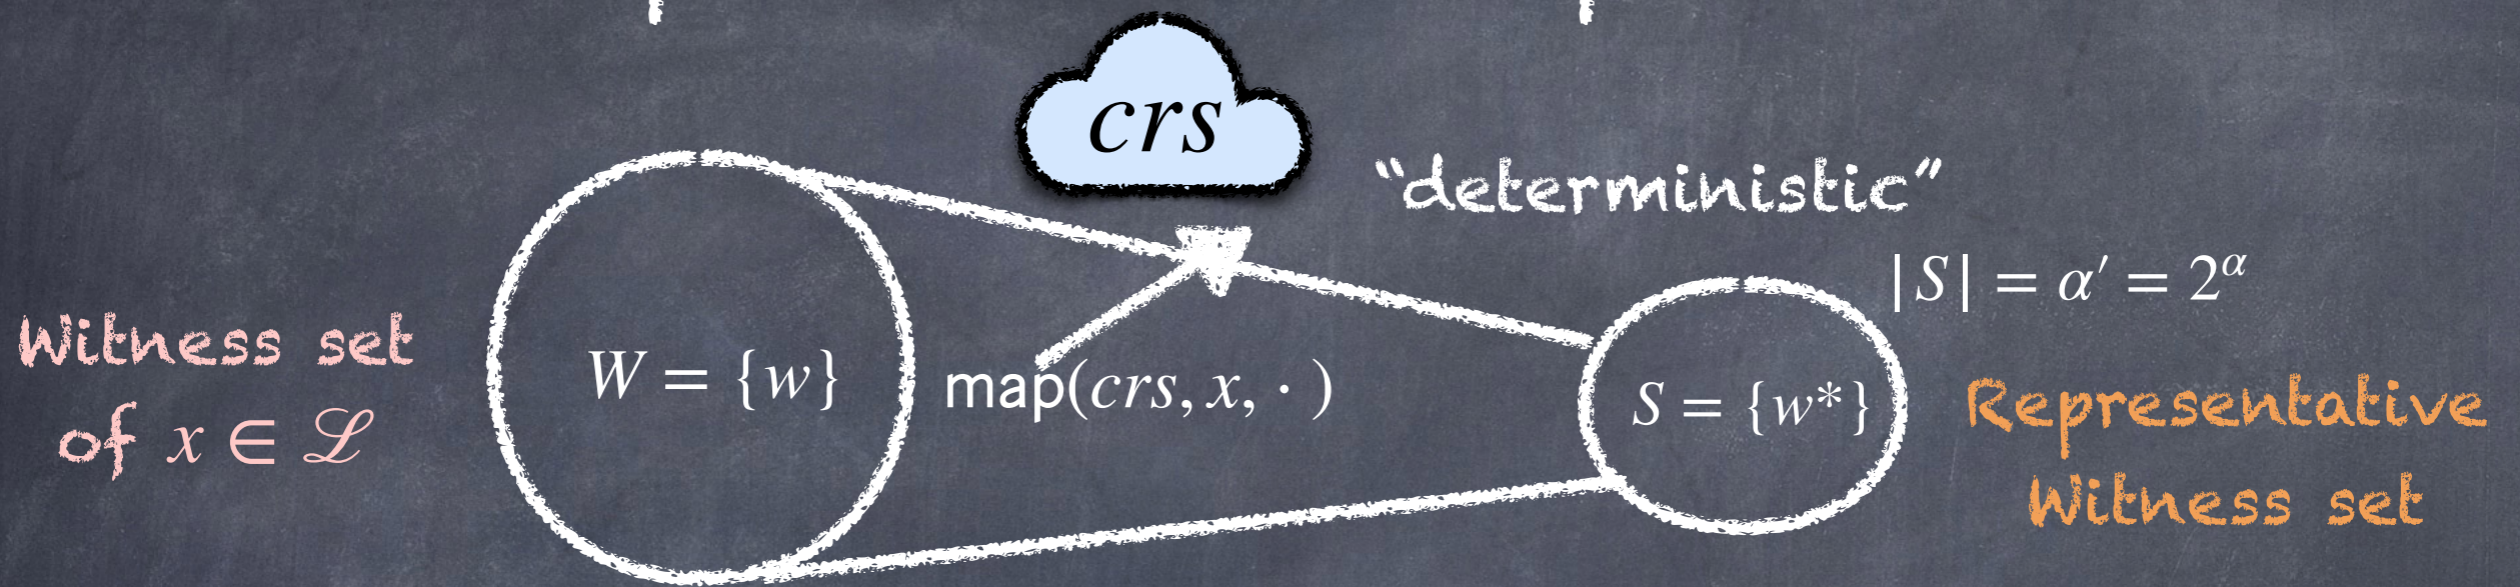 crs
“deterministic”
|S| = α′ = 2^α
Witness set
of x ∈ ℒ
W = {w}
map(crs, x, · )
S = {w*}
Representative
Witness set